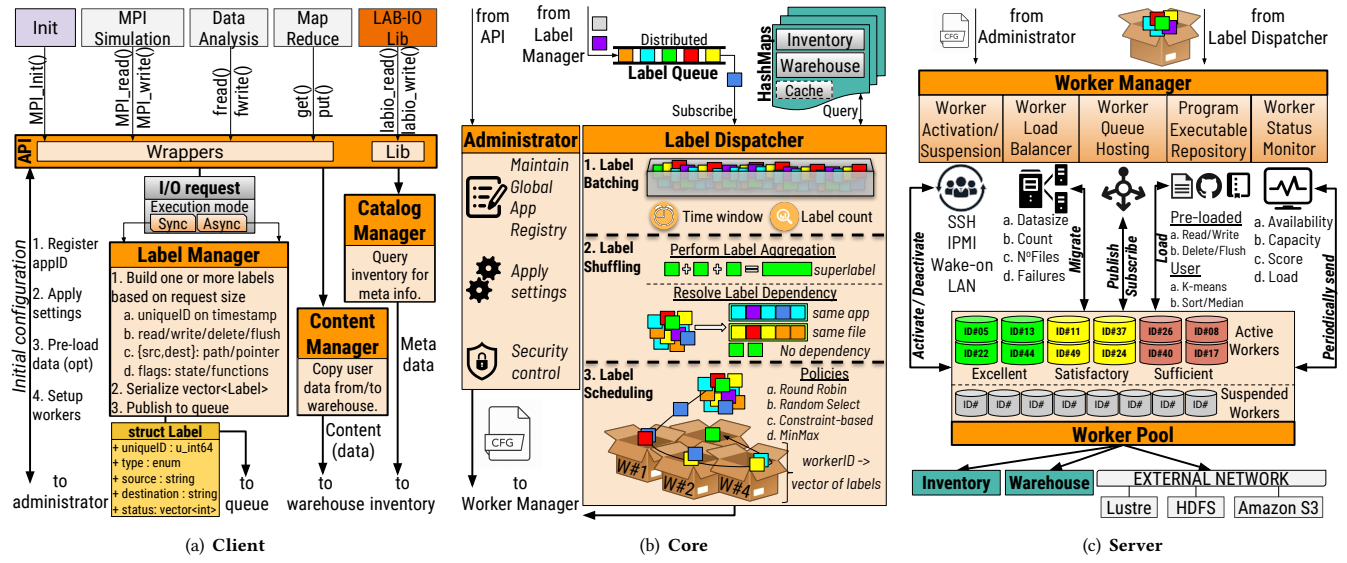 Init
MPI
Simulation
Data
Analysis
Map
Reduce
LAB-IO
Lib
MPI_Init()
MPI_read()
MPI_write()
fread()
fwrite()
get()
put()
labio_read()
labio_write()
API
Wrappers
Lib
I/O request
Execution mode
Sync
Async
Initial configuration
1. Register
appID
2. Apply
settings
3. Pre-load
data (opt)
4. Setup
workers
Label Manager
1. Build one or more labels
based on request size
a. uniqueID on timestamp
b. read/write/delete/flush
c. {src,dest}: path/pointer
d. flags: state/functions
2. Serialize vector<Label>
3. Publish to queue
struct Label
+ uniqueID : u_int64
+ type : enum
+ source : string
+ destination : string
+ status: vector<int>
Catalog
Manager
Query
inventory for
meta info.
Content
Manager
Copy user
data from/to
warehouse.
Meta
data
Content
(data)
to
administrator
to
queue
to
warehouse
to
inventory
(a) Client
from
API
from
Label
Manager
Distributed
Label Queue
Subscribe
HashMaps
Inventory
Warehouse
Cache
Query
Administrator
Maintain
Global
App
Registry
Apply
settings
Security
control
CFG
to
Worker Manager
Label Dispatcher
1. Label
Batching
Time window
Label count
2. Label
Shuffling
Perform Label Aggregation
+ + =
superlabel
Resolve Label Dependency
same app
same file
No dependency
3. Label
Scheduling
Policies
a. Round Robin
b. Random Select
c. Constraint-based
d. MinMax
W#1
W#2
W#4
workerID ->
vector of labels
(b) Core
CFG
from
Administrator
from
Label Dispatcher
Worker Manager
Worker
Activation/
Suspension
Worker
Load
Balancer
Worker
Queue
Hosting
Program
Executable
Repository
Worker
Status
Monitor
SSH
IPMI
Wake-on
LAN
a. Datasize
b. Count
c. NºFiles
d. Failures
Pre-loaded
a. Read/Write
b. Delete/Flush
User
a. K-means
b. Sort/Median
a. Availability
b. Capacity
c. Score
d. Load
Activate / Deactivate
Migrate
Publish
Subscribe
Load
Periodically send
ID#05
ID#13
ID#11
ID#37
ID#26
ID#08
ID#22
ID#44
ID#49
ID#24
ID#40
ID#17
Active
Workers
Excellent
Satisfactory
Sufficient
ID#
ID#
ID#
ID#
ID#
ID#
ID#
ID#
Suspended
Workers
Worker Pool
Inventory
Warehouse
EXTERNAL NETWORK
Lustre
HDFS
Amazon S3
(c) Server